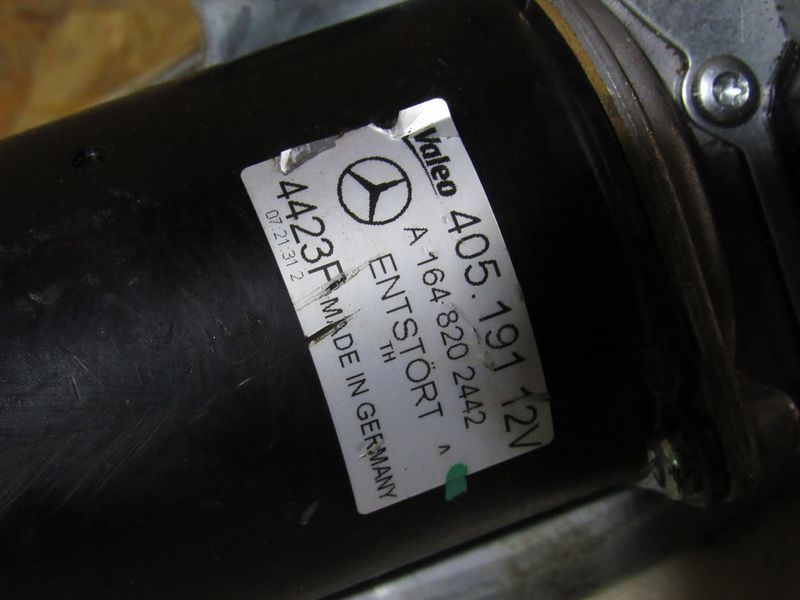 Valeo
405.191 12V
A 164 820 2442
ENTSTÖRT
TH
4423F MADE IN GERMANY
07.21.31 2